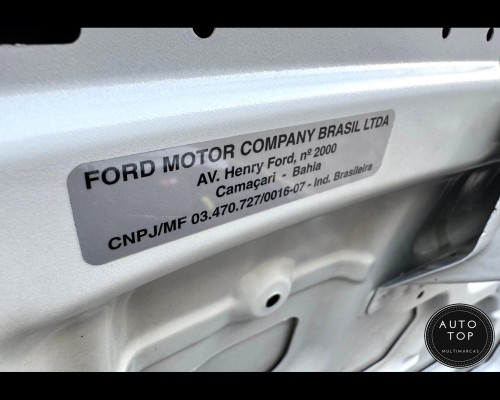 FORD MOTOR COMPANY BRASIL LTDA
AV. Henry Ford, nº 2000
Camaçari - Bahia
CNPJ/MF 03.470.727/0016-07 - Ind. Brasileira
AUTO
TOP
MULTIMARCAS